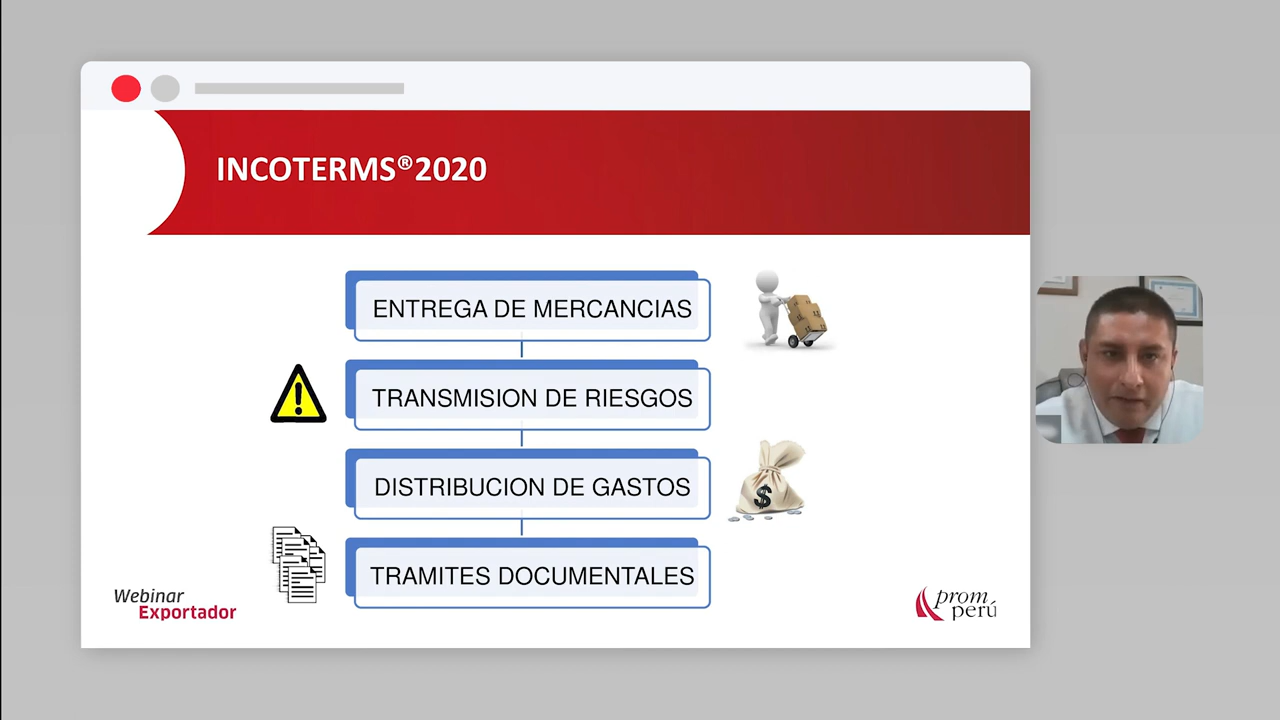 INCOTERMS®2020
ENTREGA DE MERCANCIAS
TRANSMISION DE RIESGOS
DISTRIBUCION DE GASTOS
$
TRAMITES DOCUMENTALES
Webinar
Exportador
prom
perú